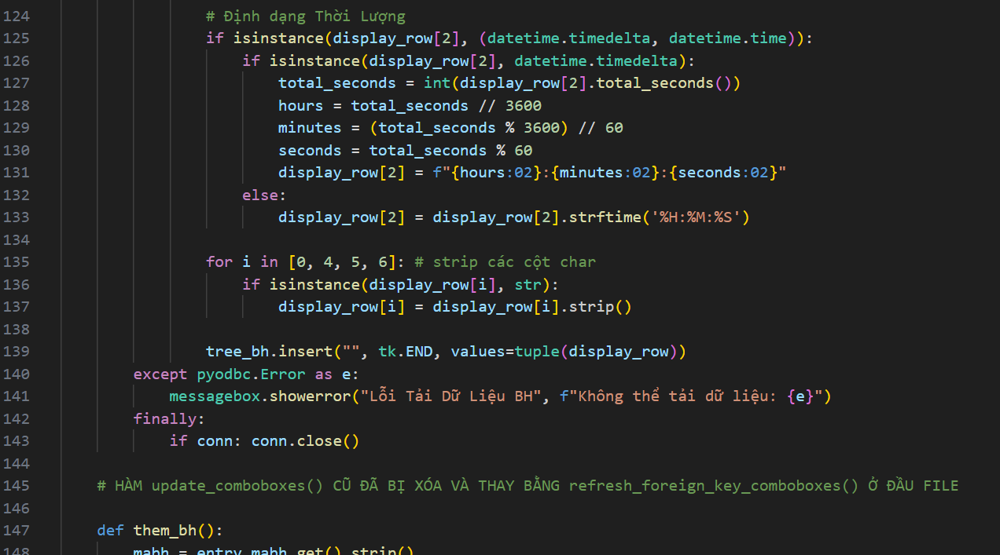 124 # Định dạng Thời Lượng
125 if isinstance(display_row[2], (datetime.timedelta, datetime.time)):
126 if isinstance(display_row[2], datetime.timedelta):
127 total_seconds = int(display_row[2].total_seconds())
128 hours = total_seconds // 3600
129 minutes = (total_seconds % 3600) // 60
130 seconds = total_seconds % 60
131 display_row[2] = f"{hours:02}:{minutes:02}:{seconds:02}"
132 else:
133 display_row[2] = display_row[2].strftime('%H:%M:%S')
134
135 for i in [0, 4, 5, 6]: # strip các cột char
136 if isinstance(display_row[i], str):
137 display_row[i] = display_row[i].strip()
138
139 tree_bh.insert("", tk.END, values=tuple(display_row))
140 except pyodbc.Error as e:
141 messagebox.showerror("Lỗi Tải Dữ Liệu BH", f"Không thể tải dữ liệu: {e}")
142 finally:
143 if conn: conn.close()
144
145 # HÀM update_comboboxes() CŨ ĐÃ BỊ XÓA VÀ THAY BẰNG refresh_foreign_key_comboboxes() Ở ĐẦU FILE
146
147 def them_bh():
148 mabh = entry_mabh.get().strip()